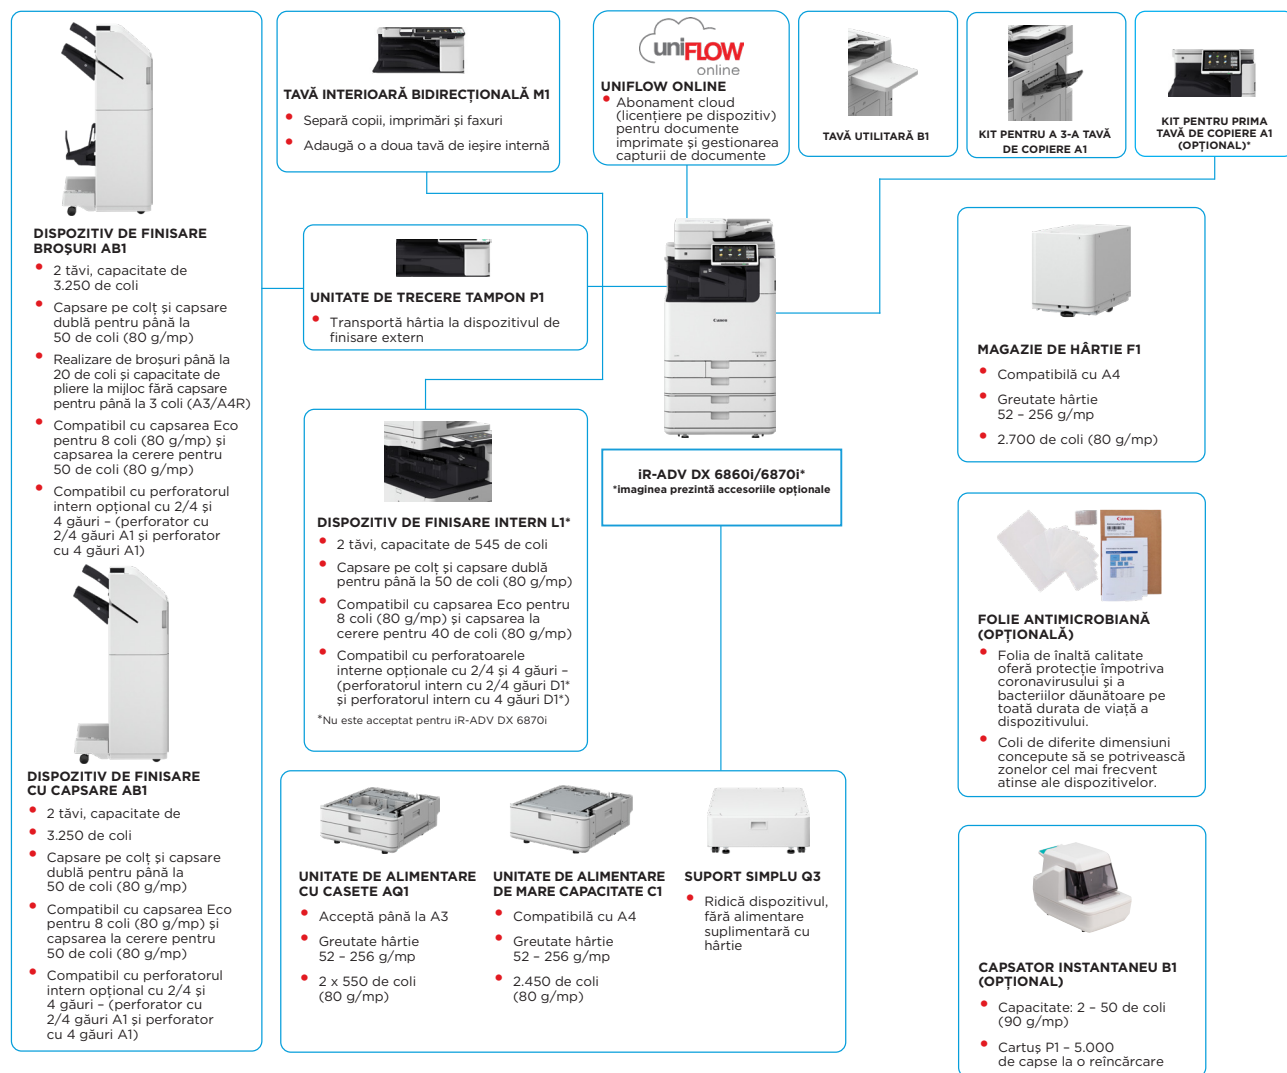 DISPOZITIV DE FINISARE
BROȘURI AB1
• 2 tăvi, capacitate de
3.250 de coli
• Capsare pe colț și capsare
dublă pentru până la
50 de coli (80 g/mp)
• Realizare de broșuri până la
20 de coli și capacitate de
pliere la mijloc fără capsare
pentru până la 3 coli (A3/A4R)
• Compatibil cu capsarea Eco
pentru 8 coli (80 g/mp) și
capsarea la cerere pentru
50 de coli (80 g/mp)
• Compatibil cu perforatorul
intern opțional cu 2/4 și
4 găuri – (perforator cu
2/4 găuri A1 și perforator
cu 4 găuri A1)
DISPOZITIV DE FINISARE
CU CAPSARE AB1
• 2 tăvi, capacitate de
• 3.250 de coli
• Capsare pe colț și capsare
dublă pentru până la
50 de coli (80 g/mp)
• Compatibil cu capsarea Eco
pentru 8 coli (80 g/mp) și
capsarea la cerere pentru
50 de coli (80 g/mp)
• Compatibil cu perforatorul
intern opțional cu 2/4 și
4 găuri – (perforator cu
2/4 găuri A1 și perforator
cu 4 găuri A1)
TAVĂ INTERIOARĂ BIDIRECȚIONALĂ M1
• Separă copii, imprimări și faxuri
• Adaugă o a doua tavă de ieșire internă
uniFLOW
online
UNIFLOW ONLINE
• Abonament cloud
(licențiere pe dispozitiv)
pentru documente
imprimate și gestionarea
capturii de documente
TAVĂ UTILITARĂ B1
KIT PENTRU A 3-A TAVĂ
DE COPIERE A1
KIT PENTRU PRIMA
TAVĂ DE COPIERE A1
(OPȚIONAL)*
UNITATE DE TRECERE TAMPON P1
• Transportă hârtia la dispozitivul de
finisare extern
Canon
iR-ADV DX 6860i/6870i*
*imaginea prezintă accesoriile opționale
DISPOZITIV DE FINISARE INTERN L1*
• 2 tăvi, capacitate de 545 de coli
• Capsare pe colț și capsare dublă
pentru până la 50 de coli (80 g/mp)
• Compatibil cu capsarea Eco pentru
8 coli (80 g/mp) și capsarea la
cerere pentru 40 de coli (80 g/mp)
• Compatibil cu perforatoarele
interne opționale cu 2/4 și 4 găuri –
(perforatorul intern cu 2/4 găuri D1*
și perforatorul intern cu 4 găuri D1*)
*Nu este acceptat pentru iR-ADV DX 6870i
UNITATE DE ALIMENTARE
CU CASETE AQ1
• Acceptă până la A3
• Greutate hârtie
52 – 256 g/mp
• 2 x 550 de coli
(80 g/mp)
UNITATE DE ALIMENTARE
DE MARE CAPACITATE C1
• Compatibilă cu A4
• Greutate hârtie
52 – 256 g/mp
• 2.450 de coli
(80 g/mp)
SUPORT SIMPLU Q3
• Ridică dispozitivul,
fără alimentare
suplimentară cu
hârtie
MAGAZIE DE HÂRTIE F1
• Compatibilă cu A4
• Greutate hârtie
52 – 256 g/mp
• 2.700 de coli (80 g/mp)
Canon
FOLIE ANTIMICROBIANĂ
(OPȚIONALĂ)
• Folia de înaltă calitate
oferă protecție împotriva
coronavirusului și a
bacteriilor dăunătoare pe
toată durata de viață a
dispozitivului.
• Coli de diferite dimensiuni
concepute să se potrivească
zonelor cel mai frecvent
atinse ale dispozitivelor.
CAPSATOR INSTANTANEU B1
(OPȚIONAL)
• Capacitate: 2 – 50 de coli
(90 g/mp)
• Cartuș P1 – 5.000
de capse la o reîncărcare